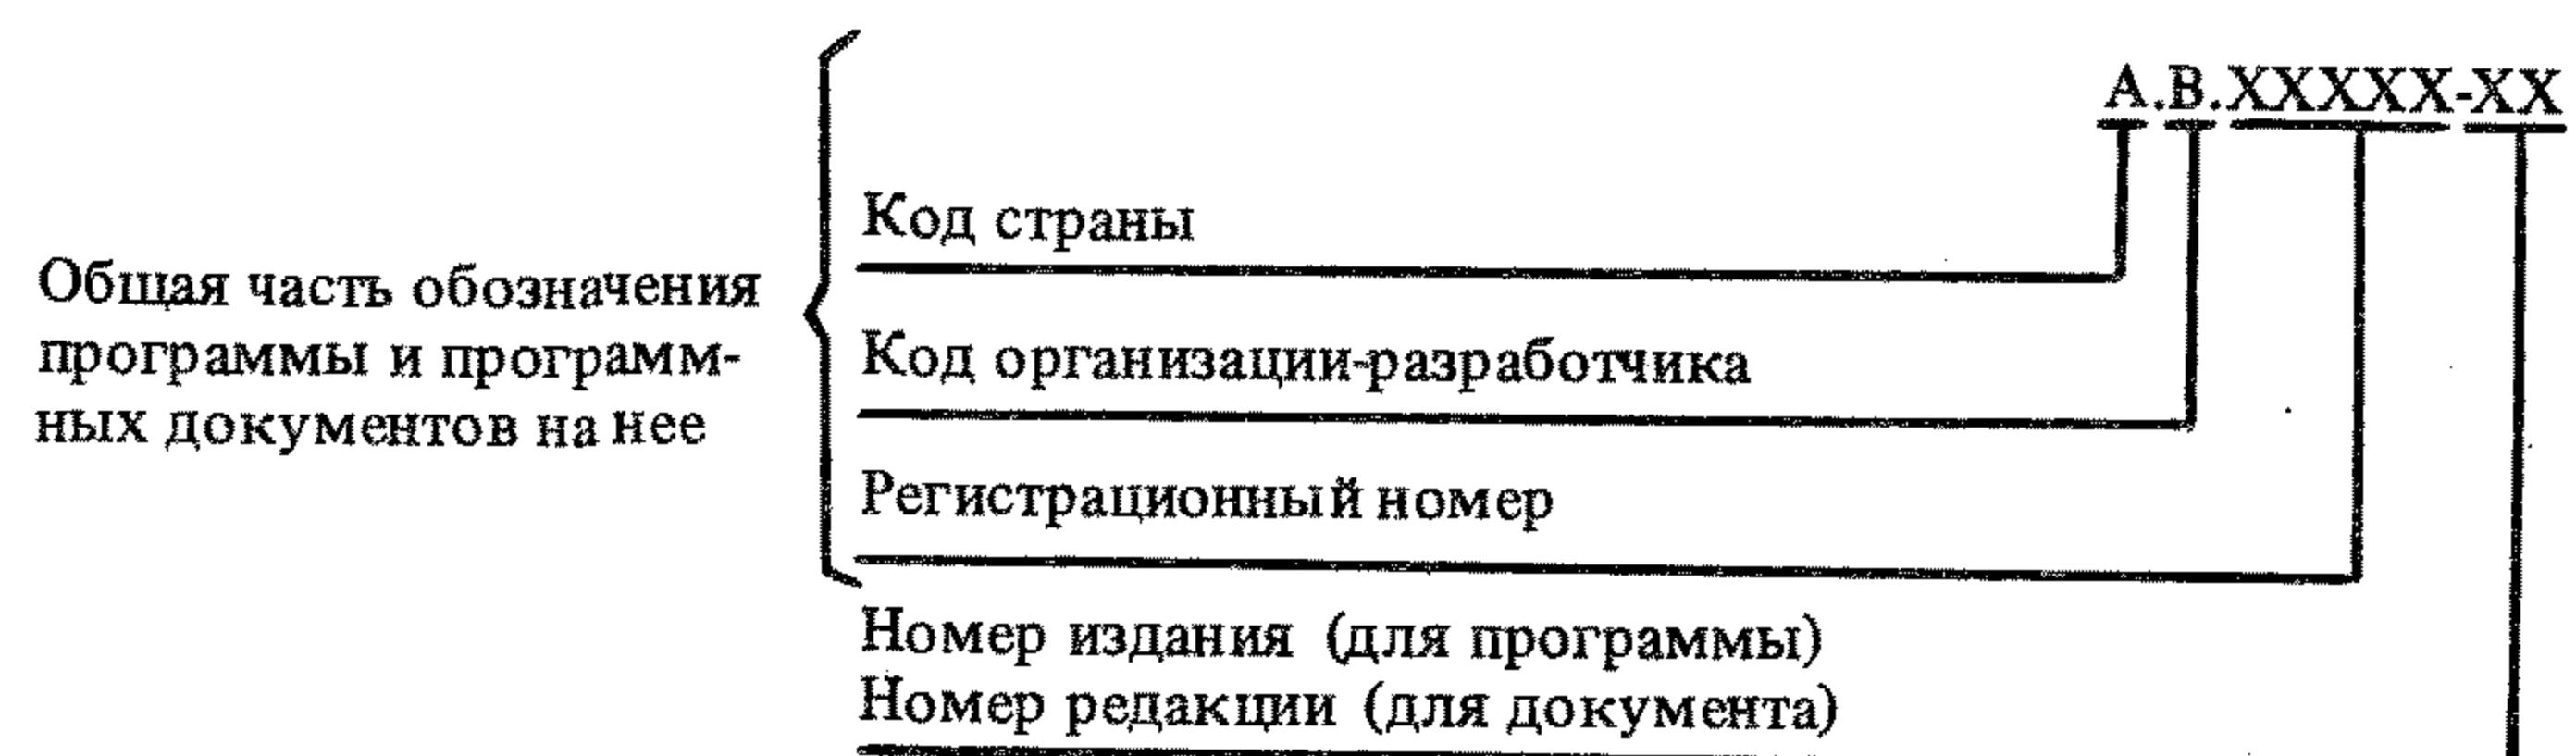 А.В.ХХХХХ-ХХ
Код страны
Общая часть обозначения
программы и программ-
ных документов на нее
Код организации-разработчика
Регистрационный номер
Номер издания (для программы)
Номер редакции (для документа)